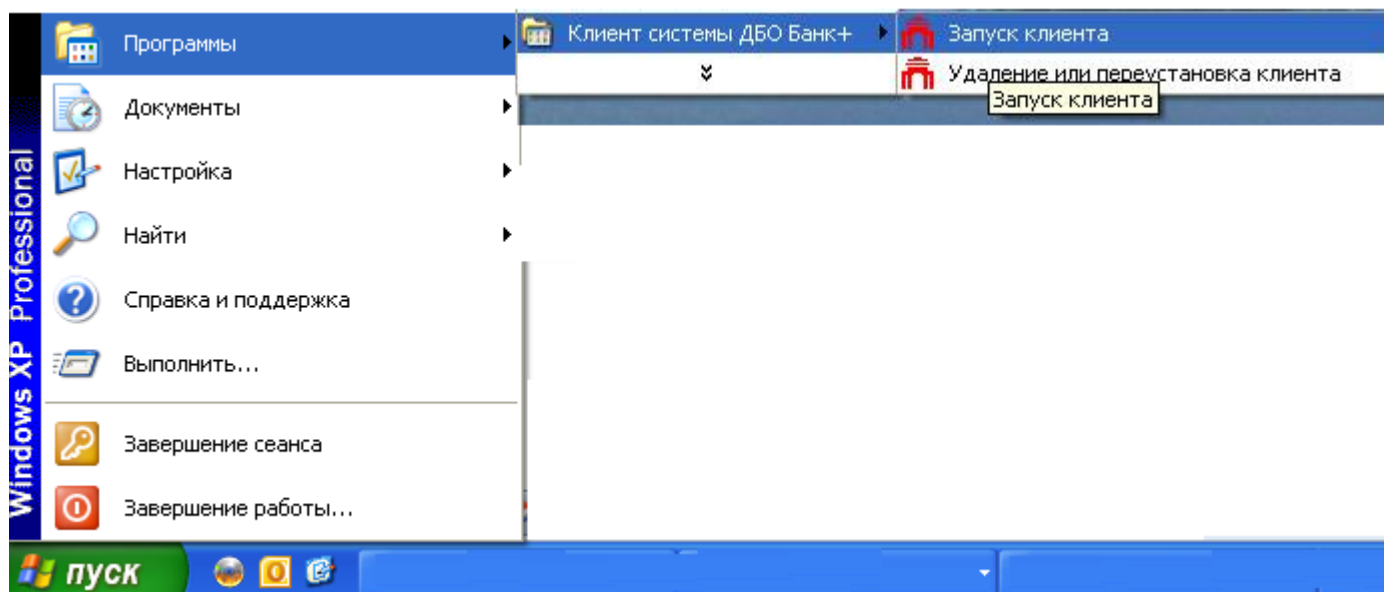 Программы
Клиент системы ДБО Банк+
Запуск клиента
Удаление или переустановка клиента
Запуск клиента
Документы
Настройка
Найти
Справка и поддержка
Выполнить...
Завершение сеанса
Завершение работы...
Windows XP Professional
пуск